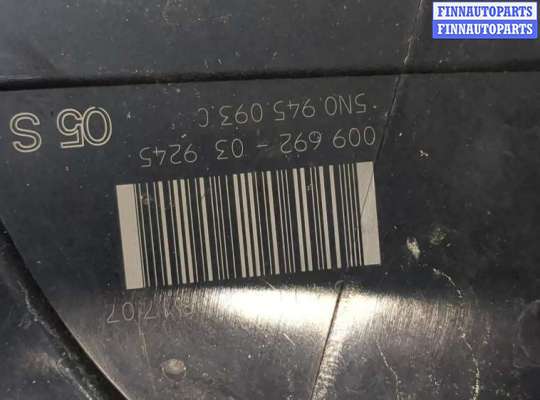 FINNAUTOPARTS
FINNAUTOPARTS
5N0.945.093.C
009 692 - 03 9245
05 S